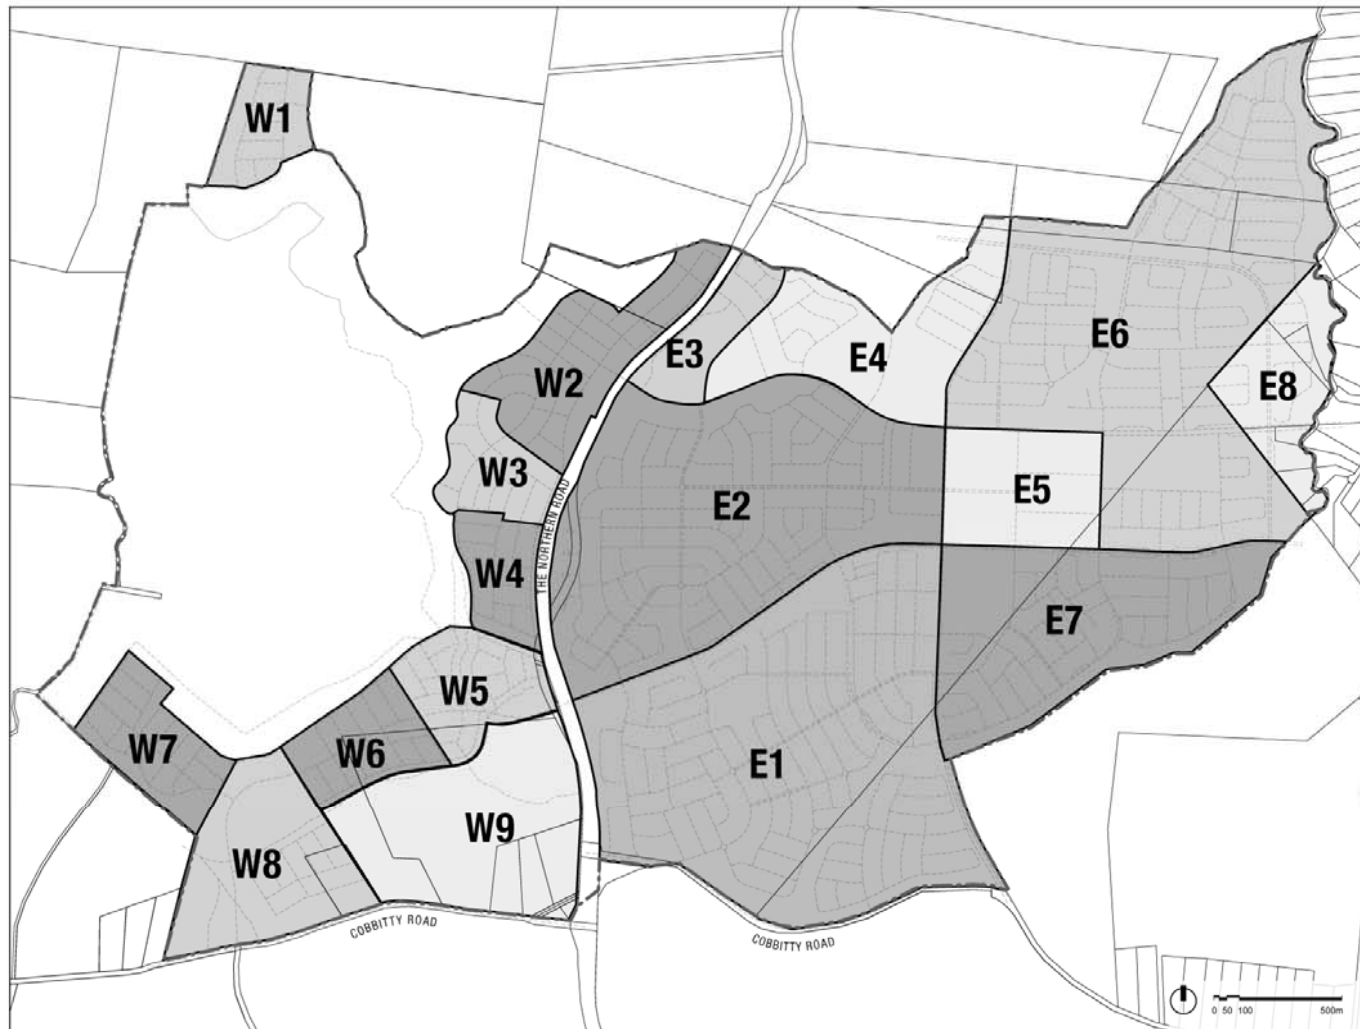 W1
E6
E3
E4
W2
E8
W3
E5
E2
THE NORTHERN ROAD
W4
E7
W5
W7
W6
E1
W9
W8
COBBITTY ROAD
COBBITTY ROAD
0 50 100 500m